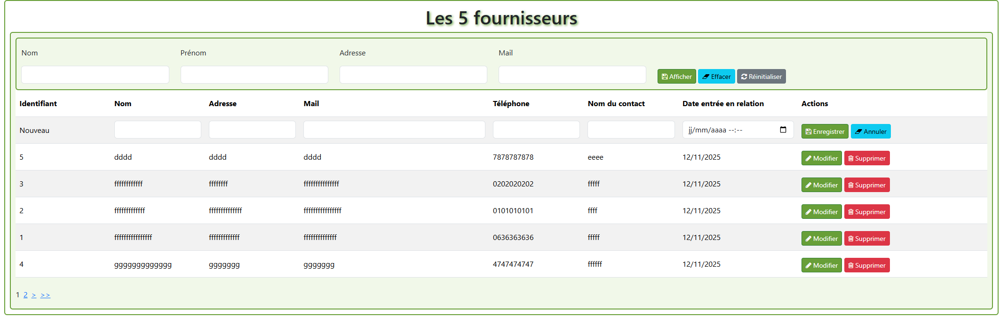 Les 5 fournisseurs
Nom Prénom Adresse Mail
Afficher Effacer Réinitialiser
Identifiant Nom Adresse Mail Téléphone Nom du contact Date entrée en relation Actions
Nouveau jj/mm/aaaa --:-- Enregistrer Annuler
5 dddd dddd dddd 7878787878 eeee 12/11/2025 Modifier Supprimer
3 ffffffffffff ffffffff fffffffffffffff 0202020202 fffff 12/11/2025 Modifier Supprimer
2 fffffffffffff ffffffffffffff ffffffffffffffff 0101010101 ffff 12/11/2025 Modifier Supprimer
1 ffffffffffffffff fffffffffffff ffffffffffffff 0636363636 fffff 12/11/2025 Modifier Supprimer
4 ggggggggggggg ggggggg ggggggg 4747474747 ffffff 12/11/2025 Modifier Supprimer
1 2 > >>